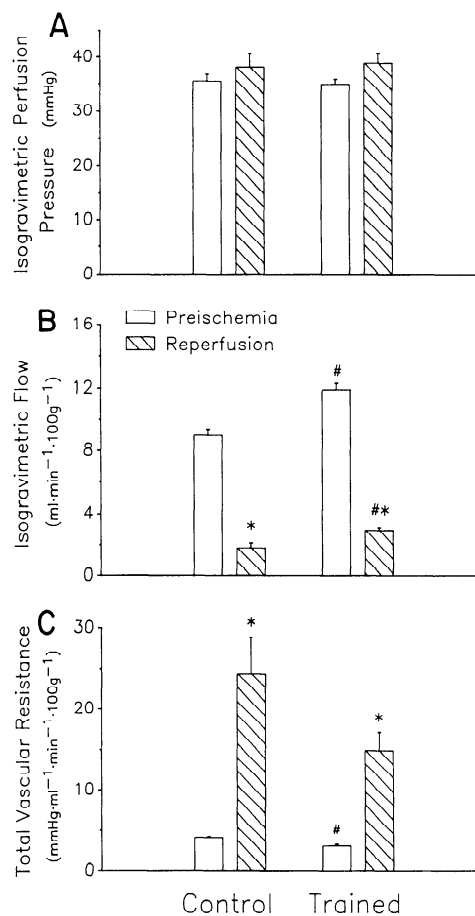 A
Isogravimetric Perfusion
Pressure (mmHg)
40
30
20
10
0
B
Preischemia
Reperfusion
Isogravimetric Flow
(ml·min⁻¹·100g⁻¹)
16
12
8
4
0
#
*
#*
C
Total Vascular Resistance
(mmHg·ml⁻¹·min⁻¹·100g⁻¹)
30
20
10
0
*
*
#
Control Trained